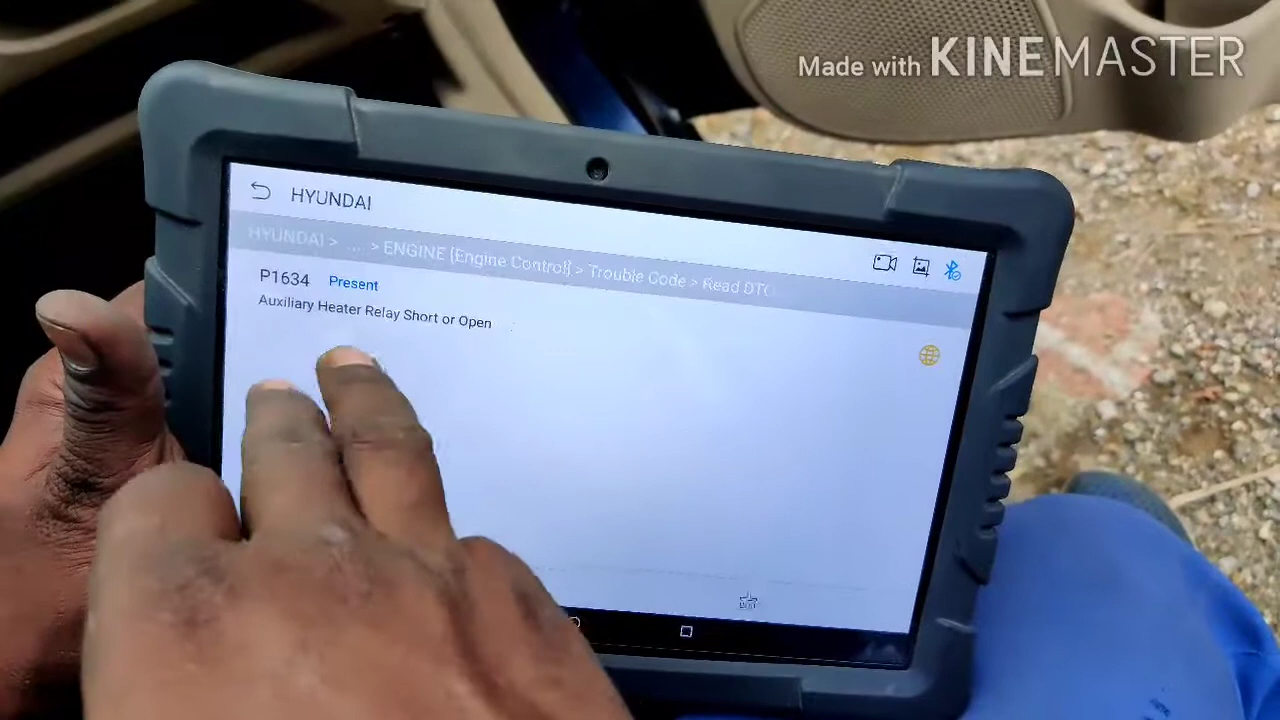 Made with KINEMASTER
HYUNDAI
HYUNDAI > ... > ENGINE [Engine Control] > Trouble Code > Read DTC
P1634 Present
Auxiliary Heater Relay Short or Open